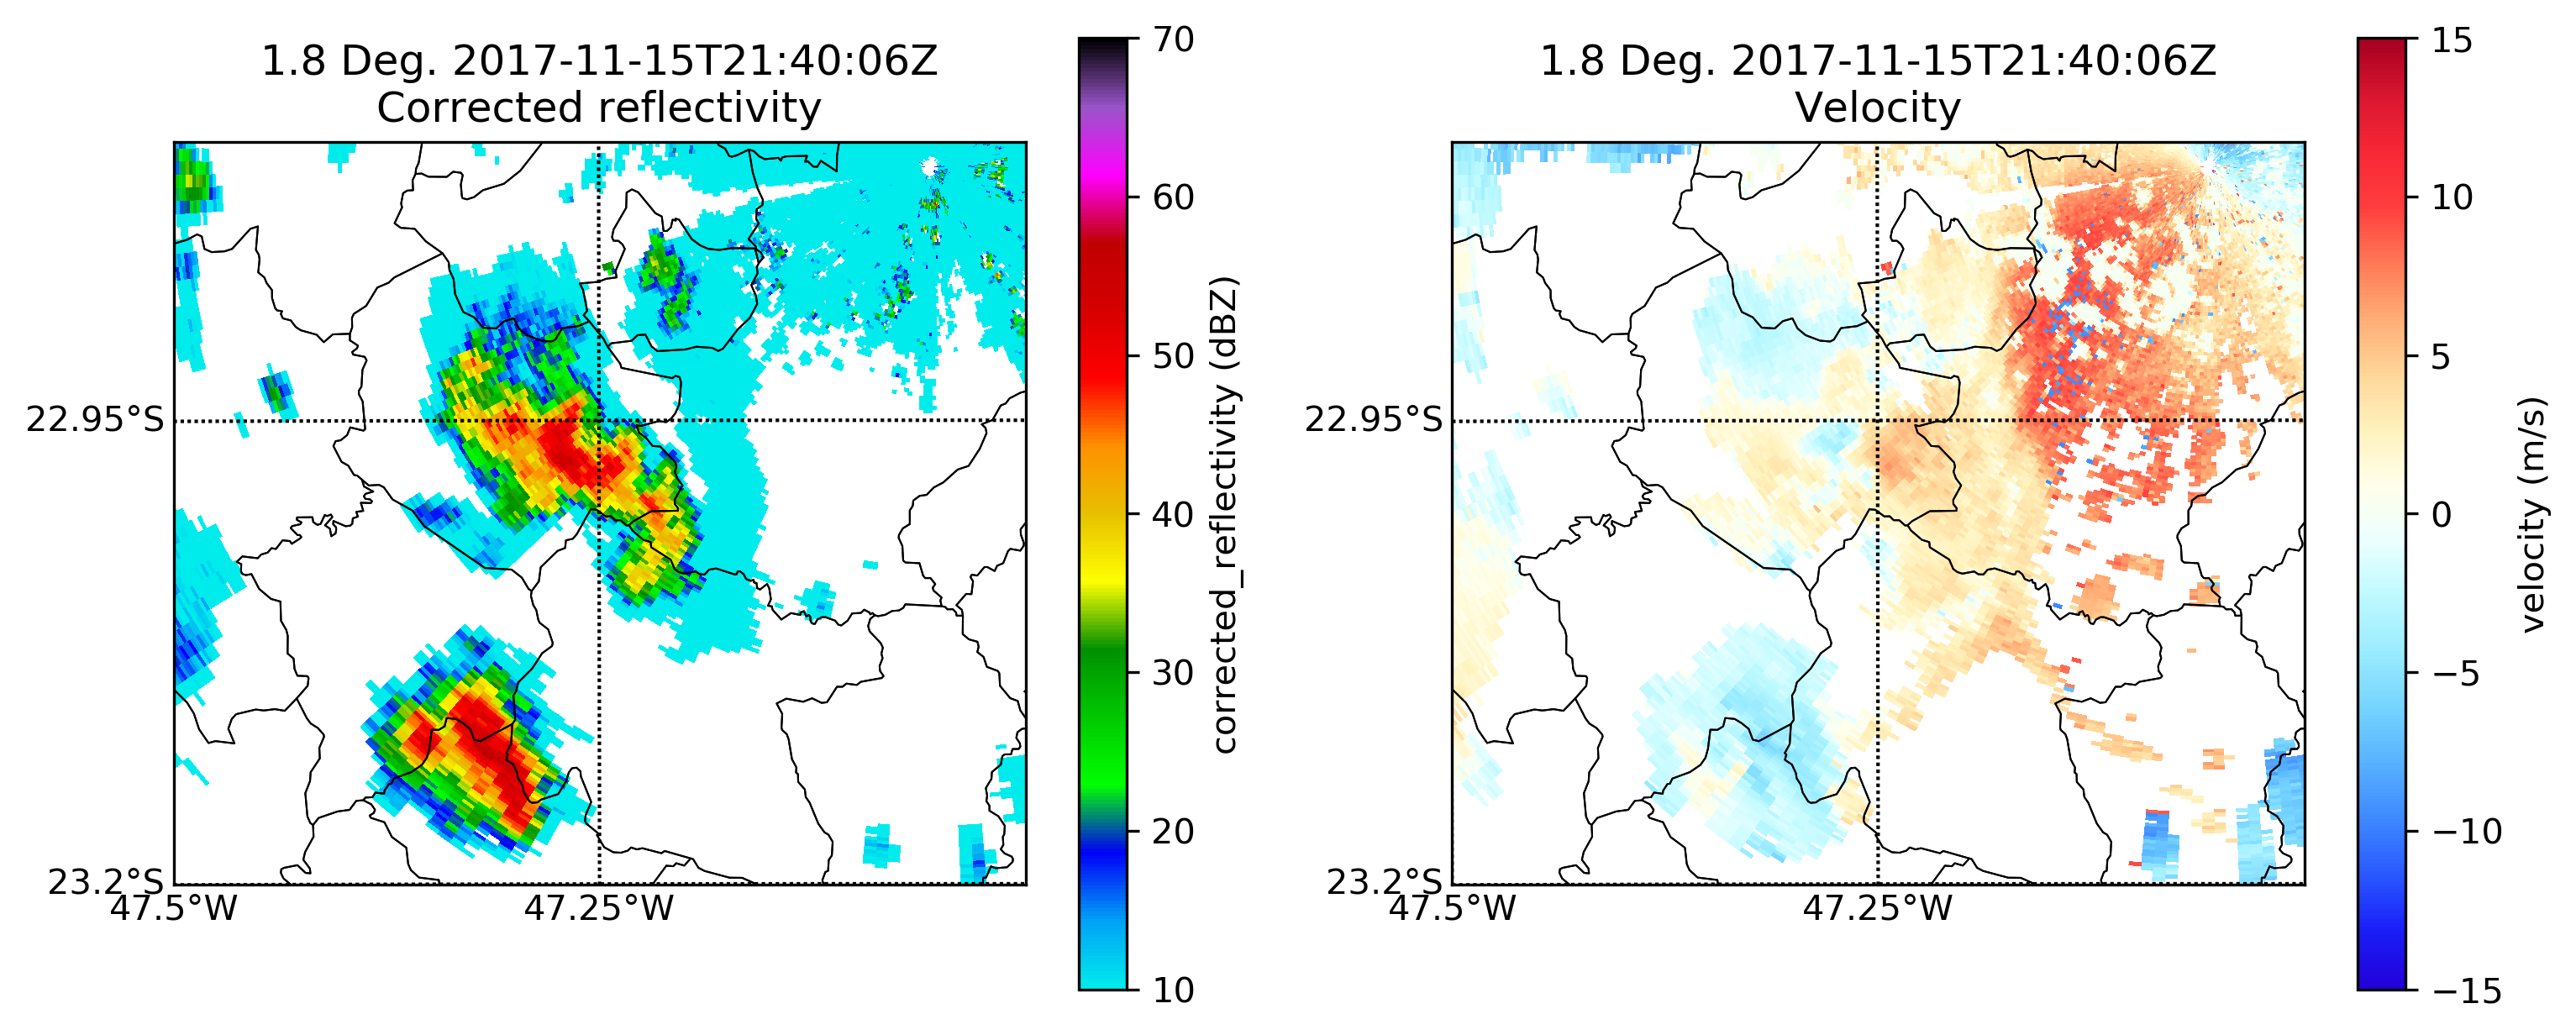 1.8 Deg. 2017-11-15T21:40:06Z
Corrected reflectivity
22.95°S
23.2°S
47.5°W
47.25°W
70
60
50
40
30
20
10
corrected_reflectivity (dBZ)
1.8 Deg. 2017-11-15T21:40:06Z
Velocity
22.95°S
23.2°S
47.5°W
47.25°W
15
10
5
0
−5
−10
−15
velocity (m/s)